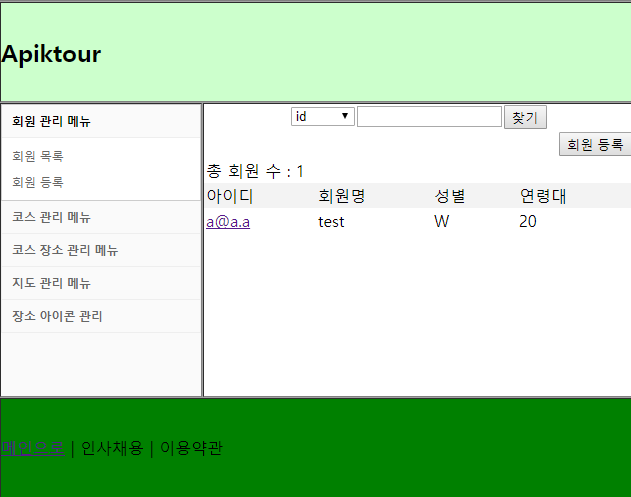 Apiktour
회원 관리 메뉴
회원 목록
회원 등록
코스 관리 메뉴
코스 장소 관리 메뉴
지도 관리 메뉴
장소 아이콘 관리
id 찾기
회원 등록
총 회원 수 : 1
아이디 회원명 성별 연령대
a@a.a test W 20
메인으로 | 인사채용 | 이용약관